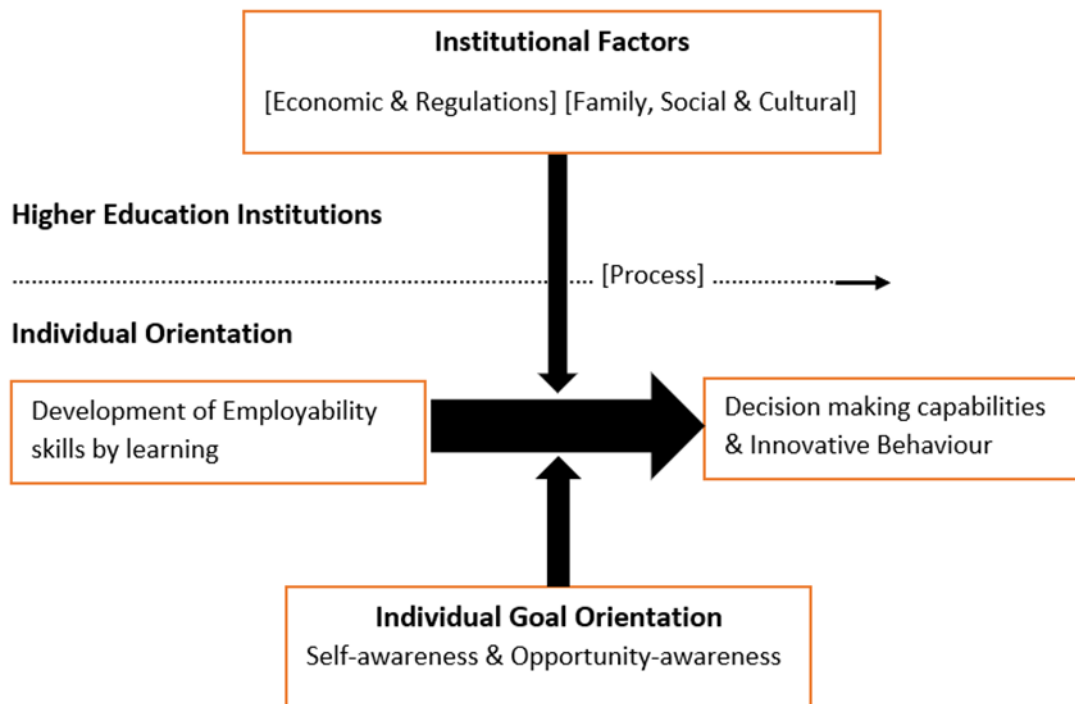 Institutional Factors
[Economic & Regulations] [Family, Social & Cultural]
Higher Education Institutions
[Process]
Individual Orientation
Development of Employability
skills by learning
Decision making capabilities
& Innovative Behaviour
Individual Goal Orientation
Self-awareness & Opportunity-awareness